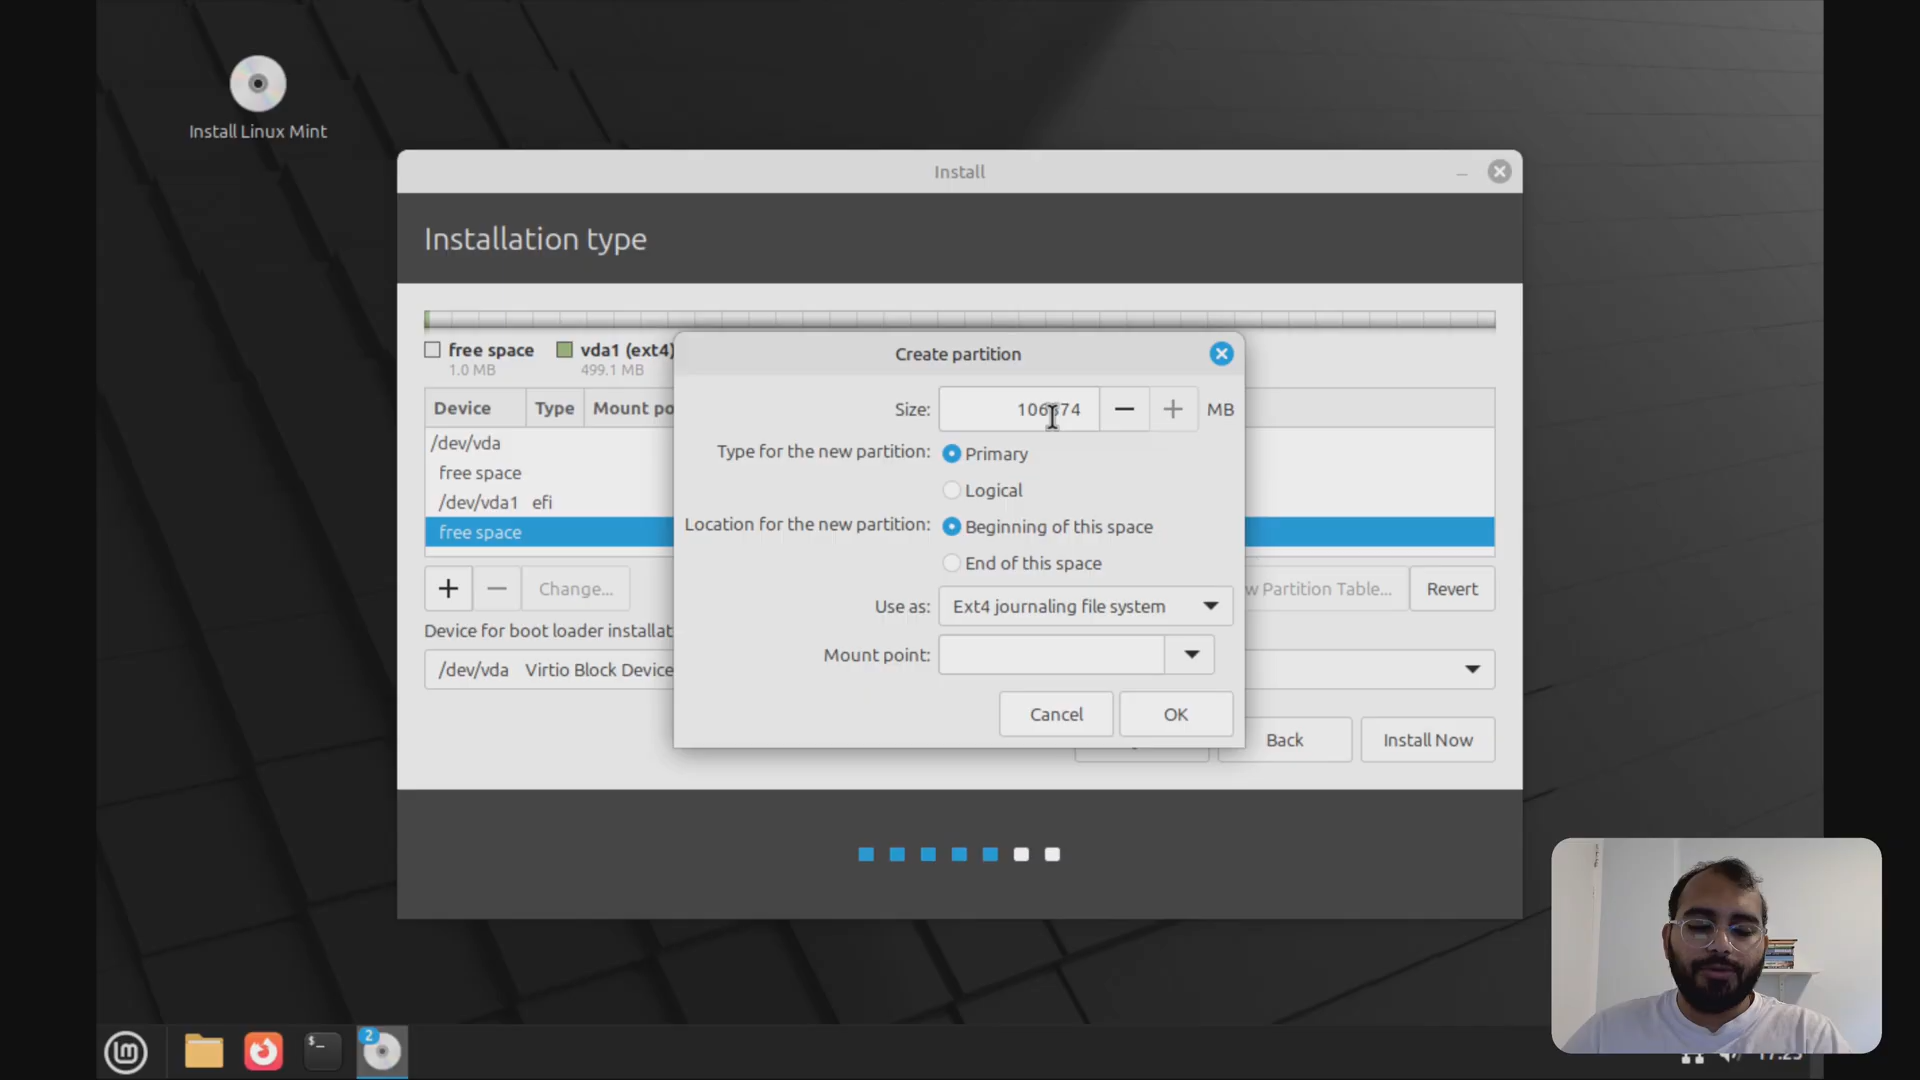 Install Linux Mint
Install
Installation type
free space
1.0 MB
vda1 (ext4)
499.1 MB
Device Type
/dev/vda
free space
/dev/vda1 efi
free space
Change...
Revert
Device for boot loader
/dev/vda Virtio Block Device
Back
Install Now
Create partition
Size:
MB
Type for the new partition:
Primary
Logical
Location for the new partition:
Beginning of this space
End of this space
Use as:
Ext4 journaling file system
Mount point:
Cancel
OK
Partition Table...
2
$_
lm